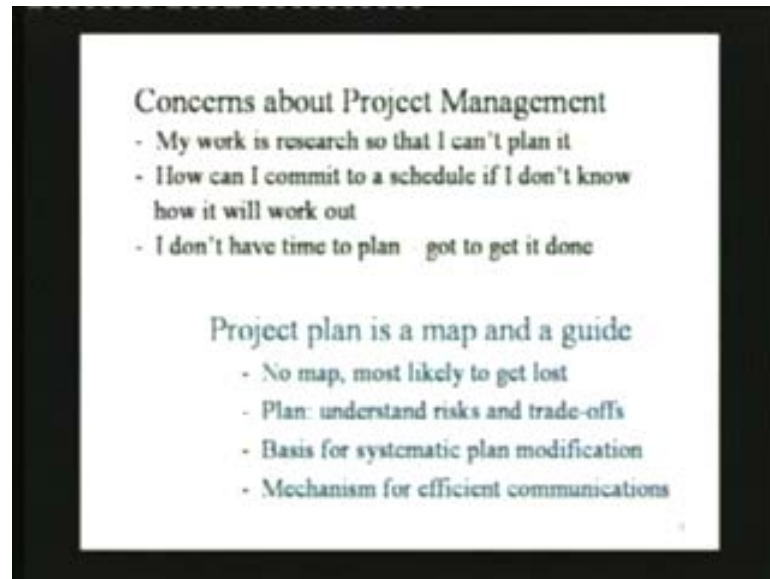 Concerns about Project Management
- My work is research so that I can't plan it
- How can I commit to a schedule if I don't know
how it will work out
- I don't have time to plan got to get it done
Project plan is a map and a guide
- No map, most likely to get lost
- Plan: understand risks and trade-offs
- Basis for systematic plan modification
- Mechanism for efficient communications